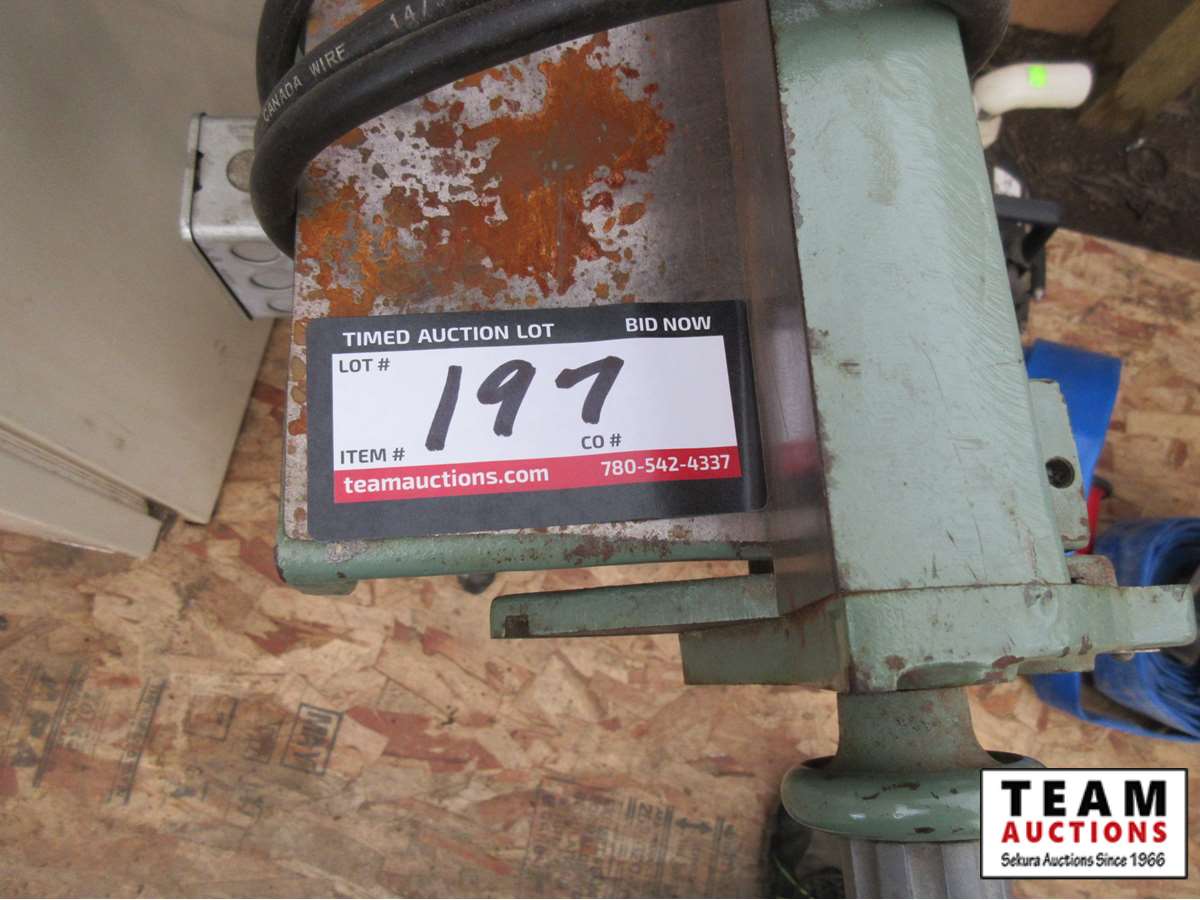 CANADA WIRE 14/
TIMED AUCTION LOT BID NOW
LOT # 197
ITEM # CO #
teamauctions.com 780-542-4337
TEAM
AUCTIONS
Sekura Auctions Since 1966